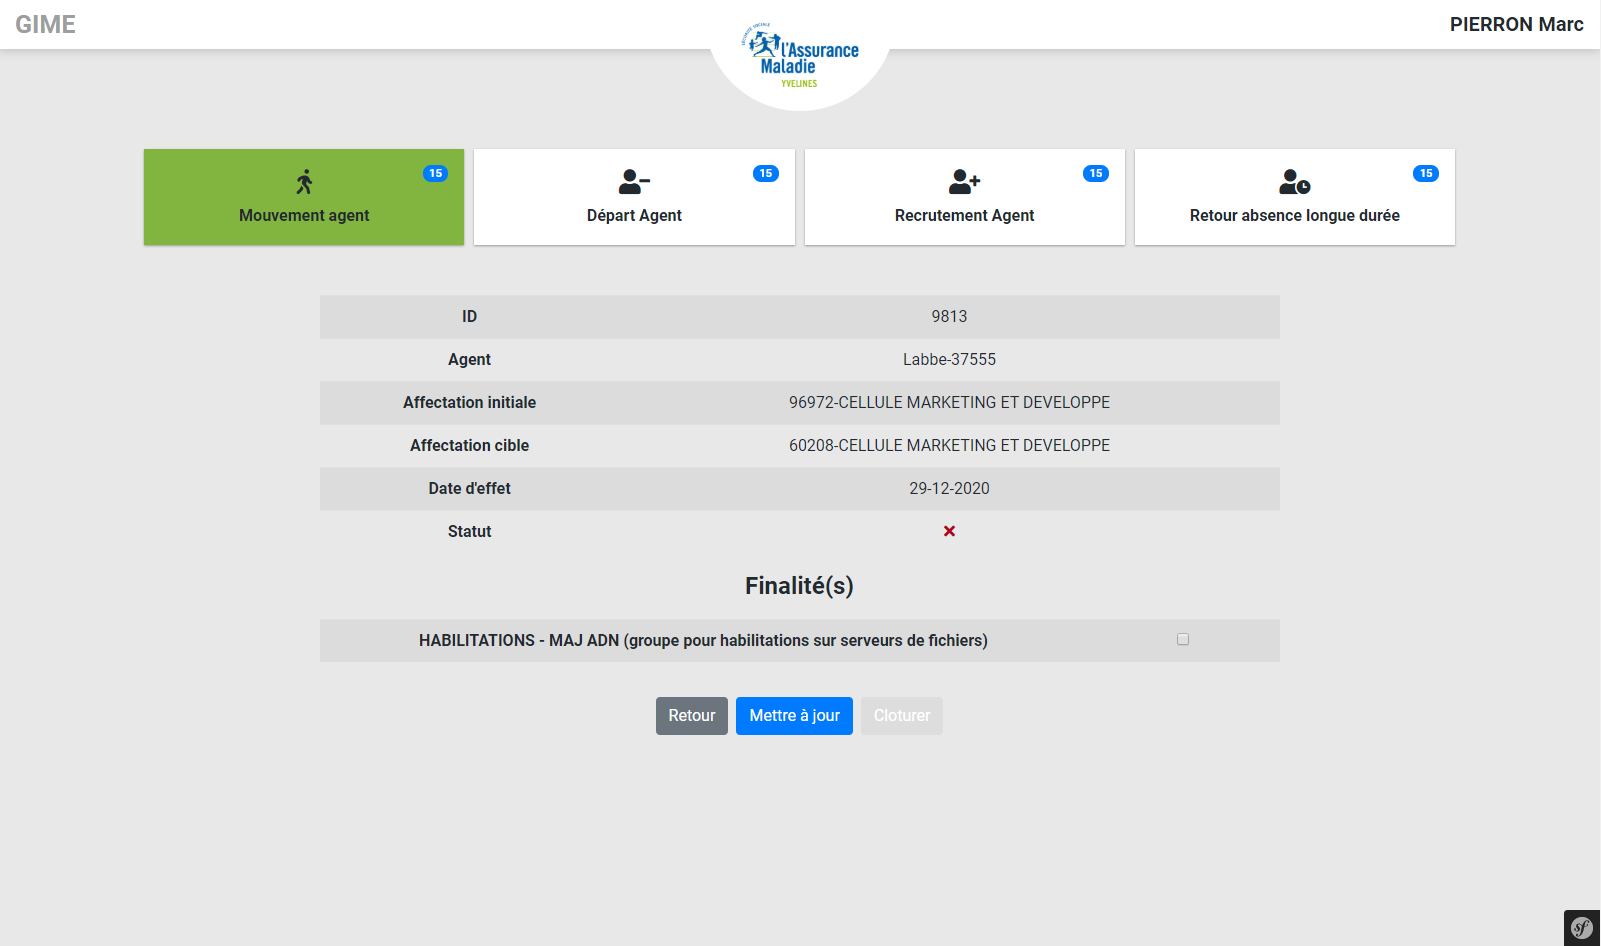 GIME
PIERRON Marc
SÉCURITÉ SOCIALE
l'Assurance
Maladie
YVELINES
15
Mouvement agent
15
Départ Agent
15
Recrutement Agent
15
Retour absence longue durée
ID 9813
Agent Labbe-37555
Affectation initiale 96972-CELLULE MARKETING ET DEVELOPPE
Affectation cible 60208-CELLULE MARKETING ET DEVELOPPE
Date d'effet 29-12-2020
Statut
Finalité(s)
HABILITATIONS - MAJ ADN (groupe pour habilitations sur serveurs de fichiers)
Retour Mettre à jour Cloturer
sf